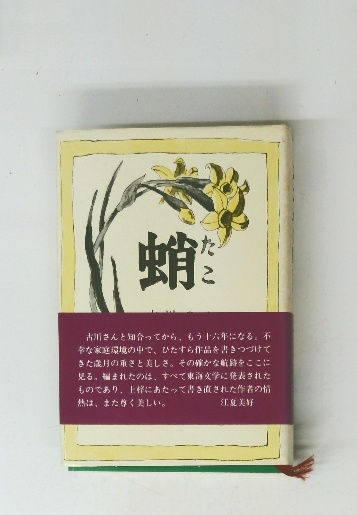 蛸
たこ
古川さんと知合ってから、もう十六年になる。不
幸な家庭環境の中で、ひたすら作品を書きつづけて
きた歳月の重さと美しさ。その確かな航跡をここに
見る。編まれたのは、すべて東海文学に発表された
ものであり、上梓にあたって書き直された作者の情
熱は、また尊く美しい。 江夏美好